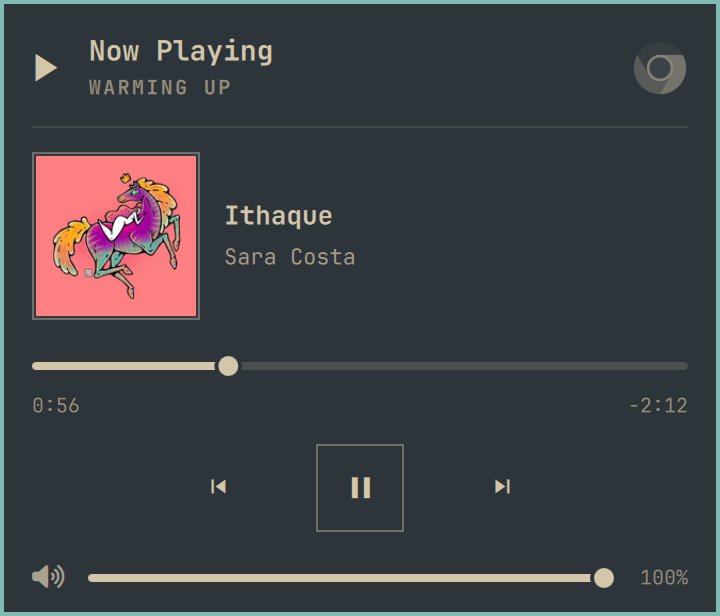 Now Playing
WARMING UP
Ithaque
Sara Costa
0:56
-2:12
100%